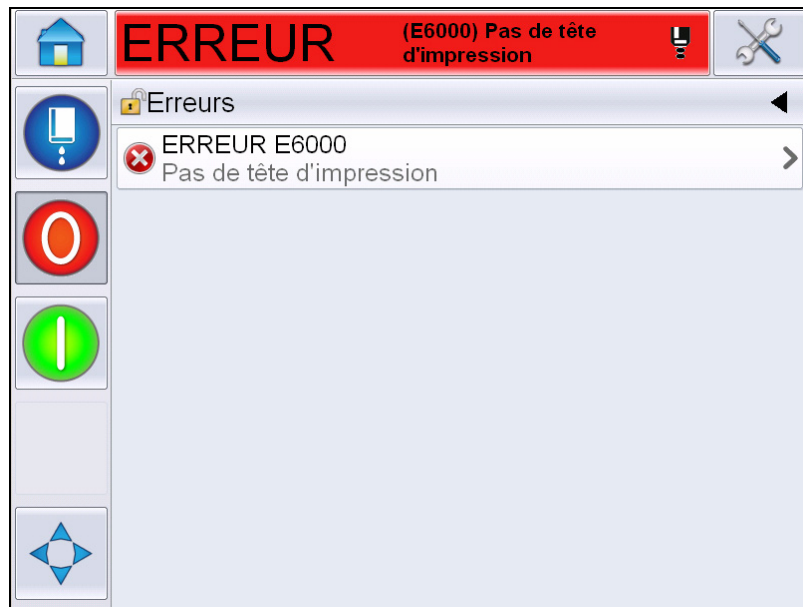 ERREUR
(E6000) Pas de tête
d'impression
Erreurs
ERREUR E6000
Pas de tête d'impression